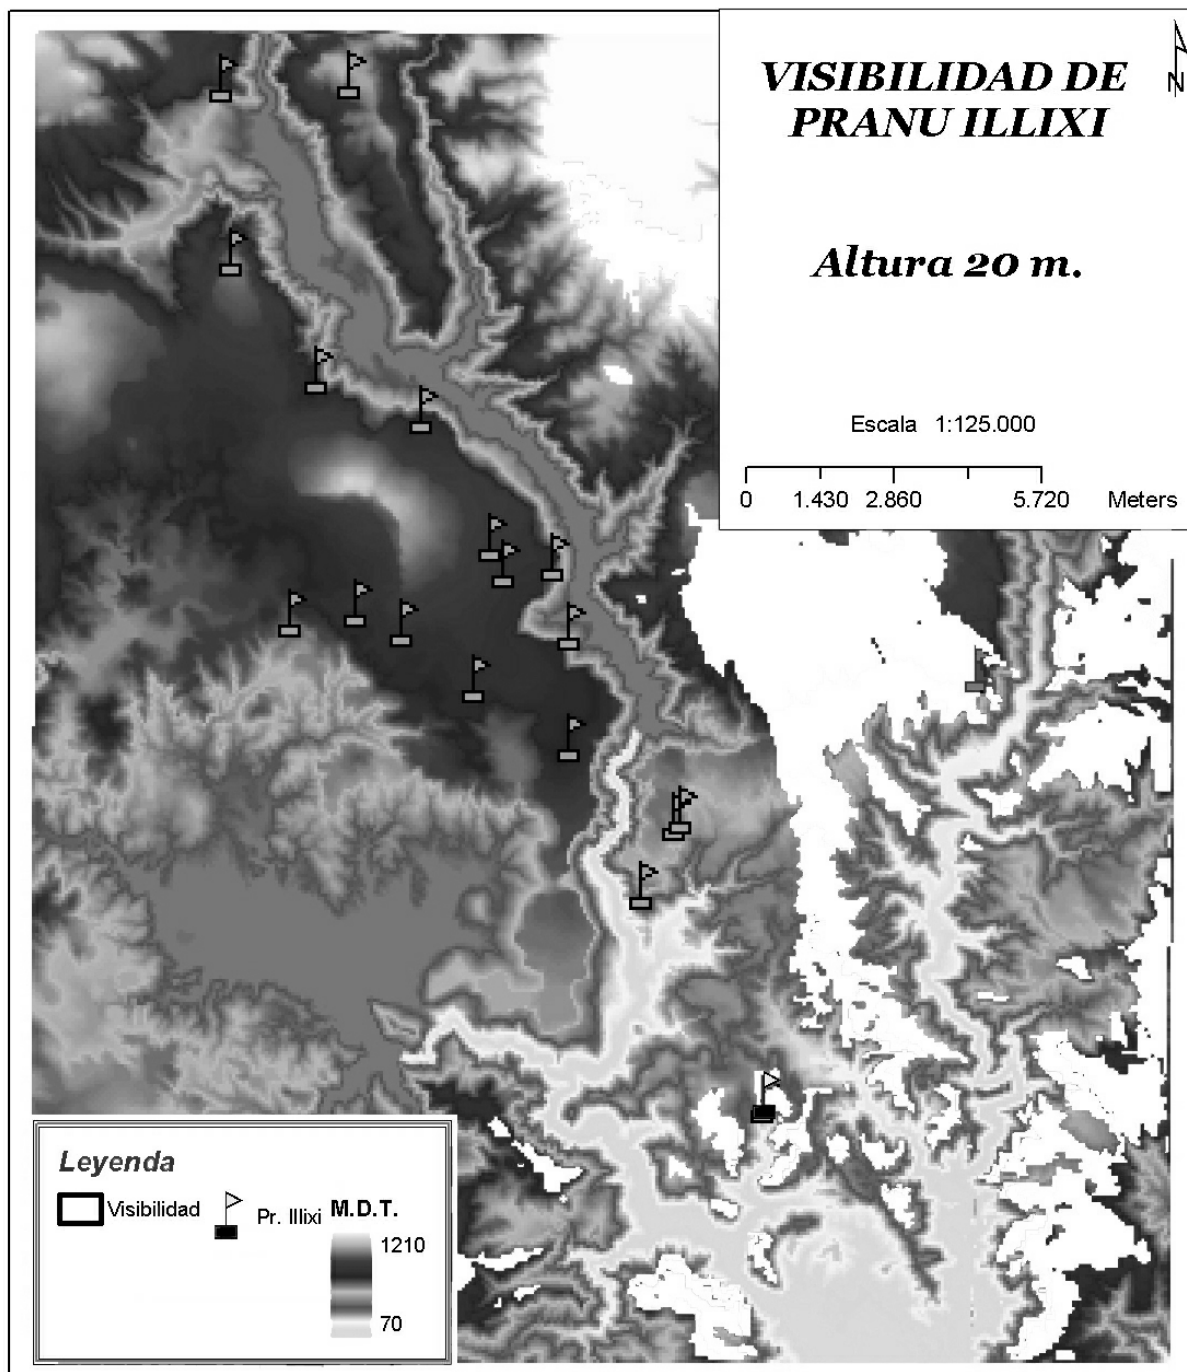 VISIBILIDAD DE
PRANU ILLIXI
N
Altura 20 m.
Escala 1:125.000
0 1.430 2.860 5.720 Meters
Leyenda
Visibilidad
Pr. Illixi
M.D.T.
1210
70